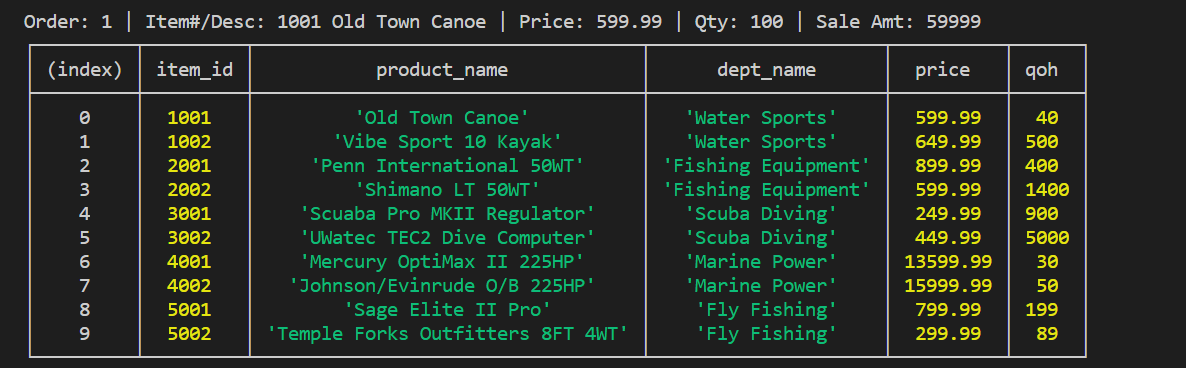 Order: 1 | Item#/Desc: 1001 Old Town Canoe | Price: 599.99 | Qty: 100 | Sale Amt: 59999
(index) item_id product_name dept_name price qoh
0 1001 'Old Town Canoe' 'Water Sports' 599.99 40
1 1002 'Vibe Sport 10 Kayak' 'Water Sports' 649.99 500
2 2001 'Penn International 50WT' 'Fishing Equipment' 899.99 400
3 2002 'Shimano LT 50WT' 'Fishing Equipment' 599.99 1400
4 3001 'Scuaba Pro MKII Regulator' 'Scuba Diving' 249.99 900
5 3002 'UWatec TEC2 Dive Computer' 'Scuba Diving' 449.99 5000
6 4001 'Mercury OptiMax II 225HP' 'Marine Power' 13599.99 30
7 4002 'Johnson/Evinrude O/B 225HP' 'Marine Power' 15999.99 50
8 5001 'Sage Elite II Pro' 'Fly Fishing' 799.99 199
9 5002 'Temple Forks Outfitters 8FT 4WT' 'Fly Fishing' 299.99 89